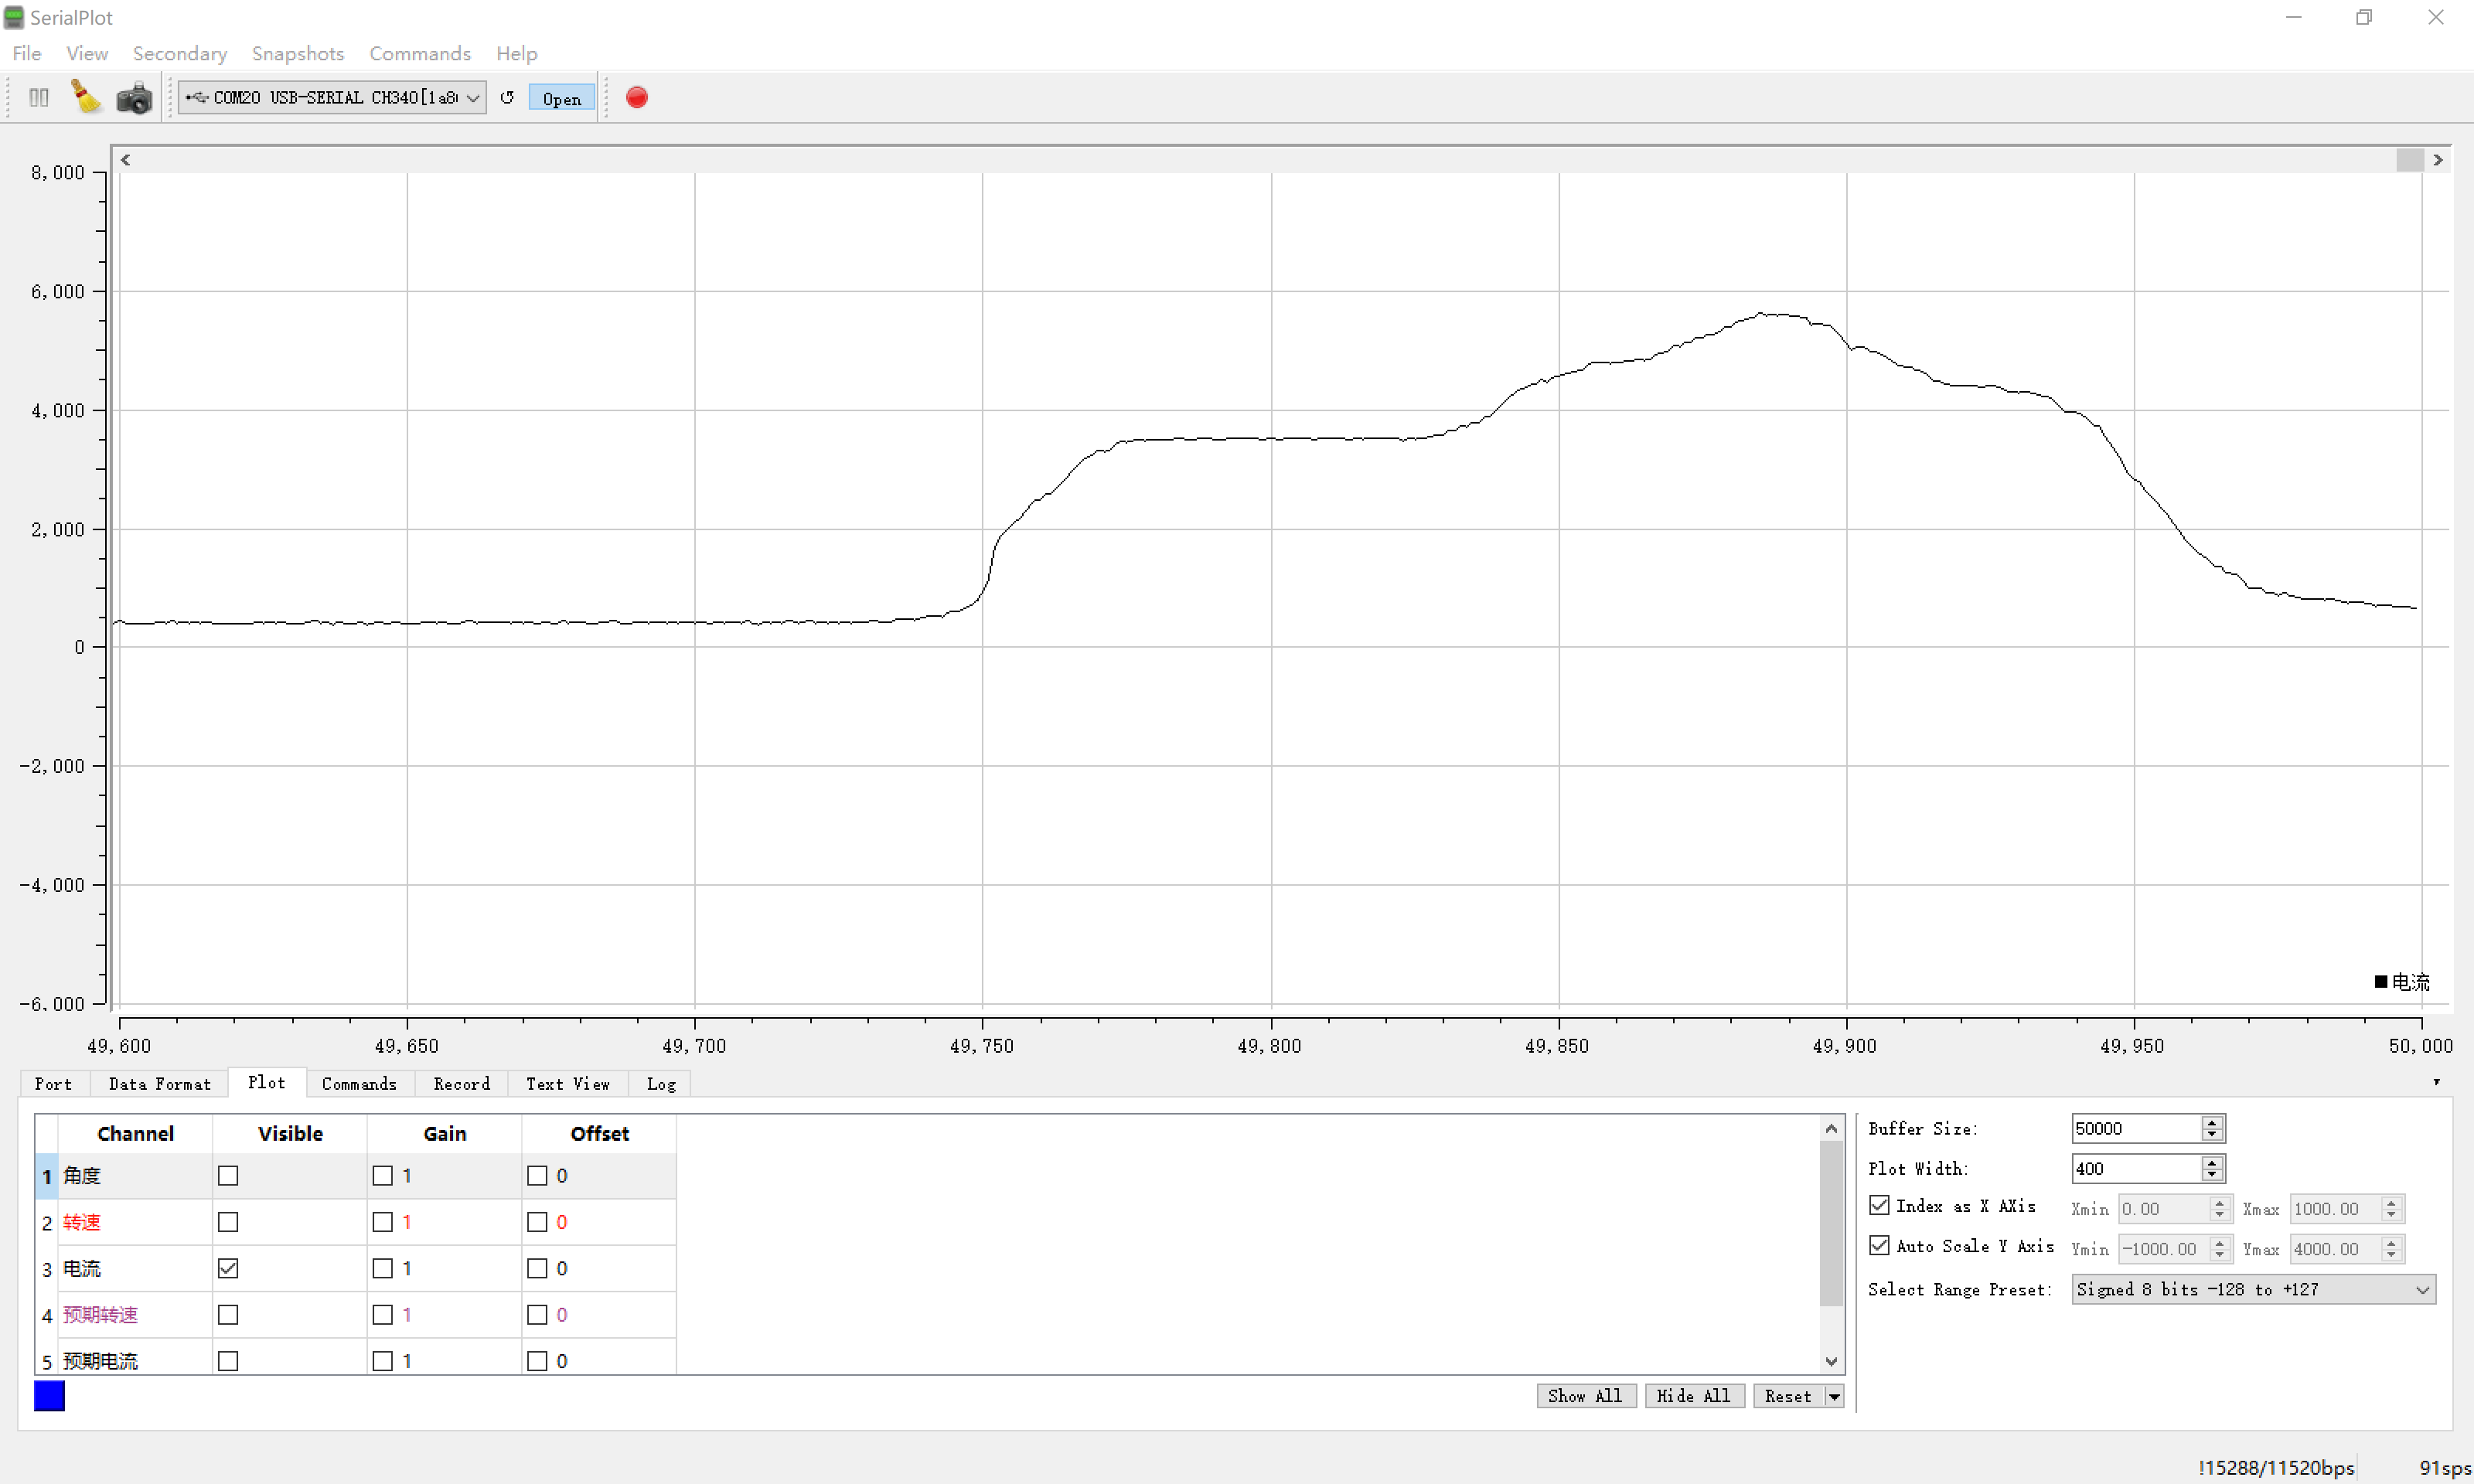 SerialPlot
File View Secondary Snapshots Commands Help
COM20 USB-SERIAL CH340[1a8 Open
8,000
6,000
4,000
2,000
0
-2,000
-4,000
-6,000
电流
49,600 49,650 49,700 49,750 49,800 49,850 49,900 49,950 50,000
Port Data Format Plot Commands Record Text View Log
Channel Visible Gain Offset
1 角度 1 0
2 转速 1 0
3 电流 1 0
4 预期转速 1 0
5 预期电流 1 0
Show All Hide All Reset
Buffer Size: 50000
Plot Width: 400
Index as X AXis Xmin 0.00 Xmax 1000.00
Auto Scale Y Axis Ymin -1000.00 Ymax 4000.00
Select Range Preset: Signed 8 bits -128 to +127
!15288/11520bps 91sps